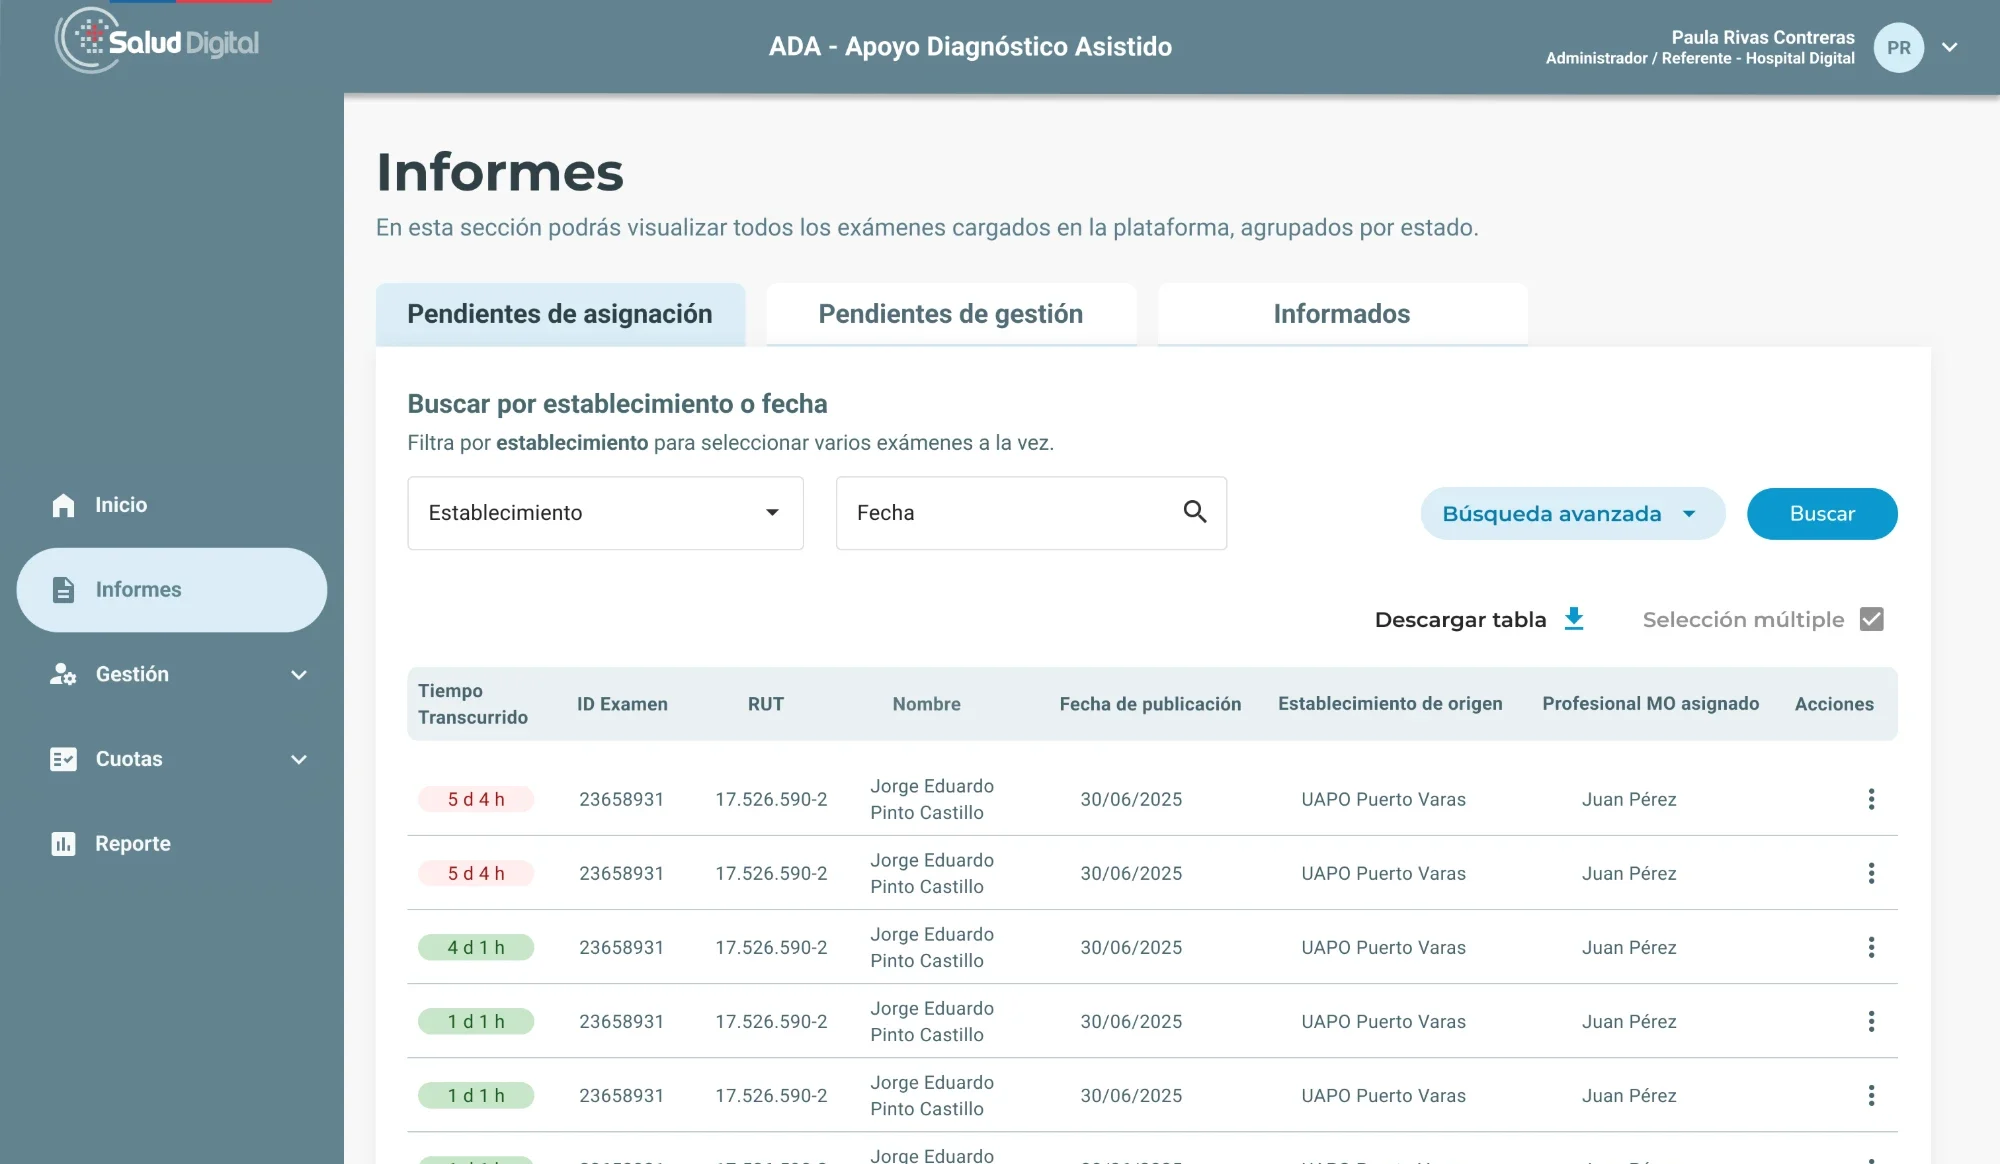 Salud Digital
ADA - Apoyo Diagnóstico Asistido
Paula Rivas Contreras
Administrador / Referente - Hospital Digital
PR
Inicio
Informes
Gestión
Cuotas
Reporte
Informes
En esta sección podrás visualizar todos los exámenes cargados en la plataforma, agrupados por estado.
Pendientes de asignación
Pendientes de gestión
Informados
Buscar por establecimiento o fecha
Filtra por establecimiento para seleccionar varios exámenes a la vez.
Establecimiento
Fecha
Búsqueda avanzada
Buscar
Descargar tabla
Selección múltiple
Tiempo Transcurrido ID Examen RUT Nombre Fecha de publicación Establecimiento de origen Profesional MO asignado Acciones
5 d 4 h 23658931 17.526.590-2 Jorge Eduardo Pinto Castillo 30/06/2025 UAPO Puerto Varas Juan Pérez
5 d 4 h 23658931 17.526.590-2 Jorge Eduardo Pinto Castillo 30/06/2025 UAPO Puerto Varas Juan Pérez
4 d 1 h 23658931 17.526.590-2 Jorge Eduardo Pinto Castillo 30/06/2025 UAPO Puerto Varas Juan Pérez
1 d 1 h 23658931 17.526.590-2 Jorge Eduardo Pinto Castillo 30/06/2025 UAPO Puerto Varas Juan Pérez
1 d 1 h 23658931 17.526.590-2 Jorge Eduardo Pinto Castillo 30/06/2025 UAPO Puerto Varas Juan Pérez
Jorge Eduardo